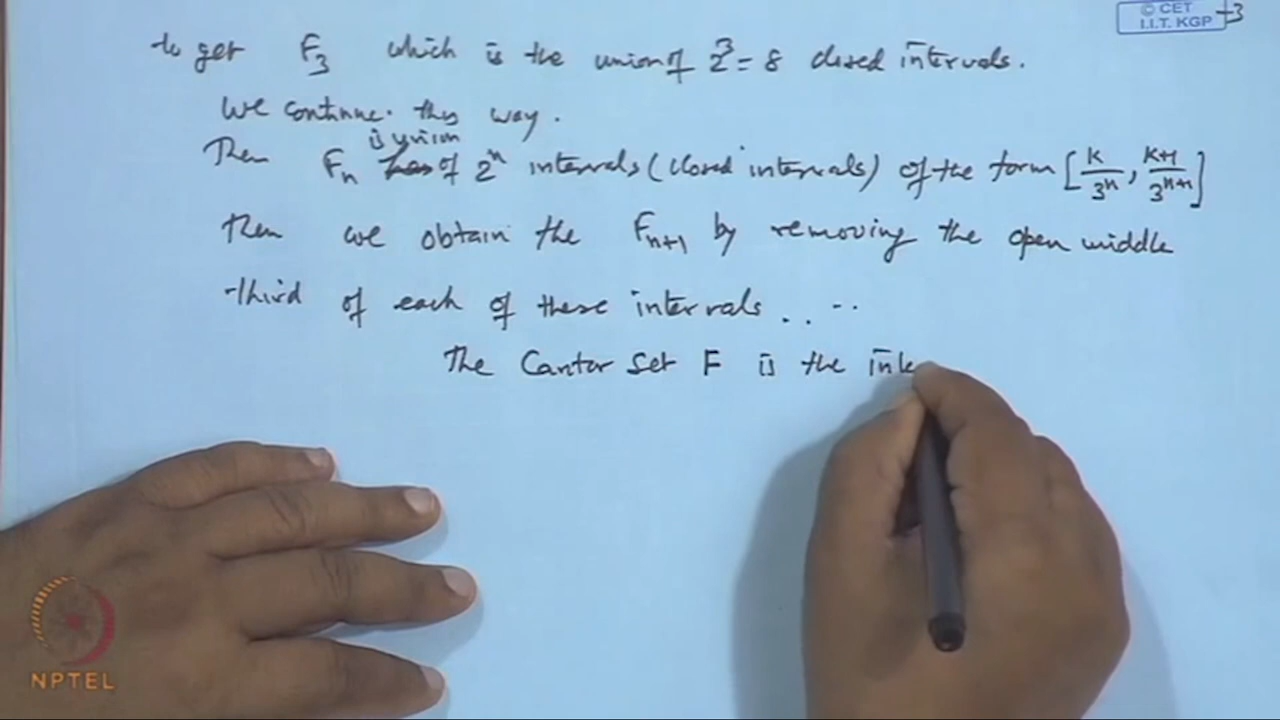 © CET
I.I.T. KGP
-3
to get F₃ which is the union of 2³ = 8 closed intervals.
We continue this way.
Then Fₙ is union of 2ⁿ intervals (closed intervals) of the form [k/3ⁿ, k+1/3ⁿ⁺ⁿ]
Then we obtain the Fₙ₊₁ by removing the open middle
third of each of these intervals . . . .
The Cantor Set F is the inte
NPTEL